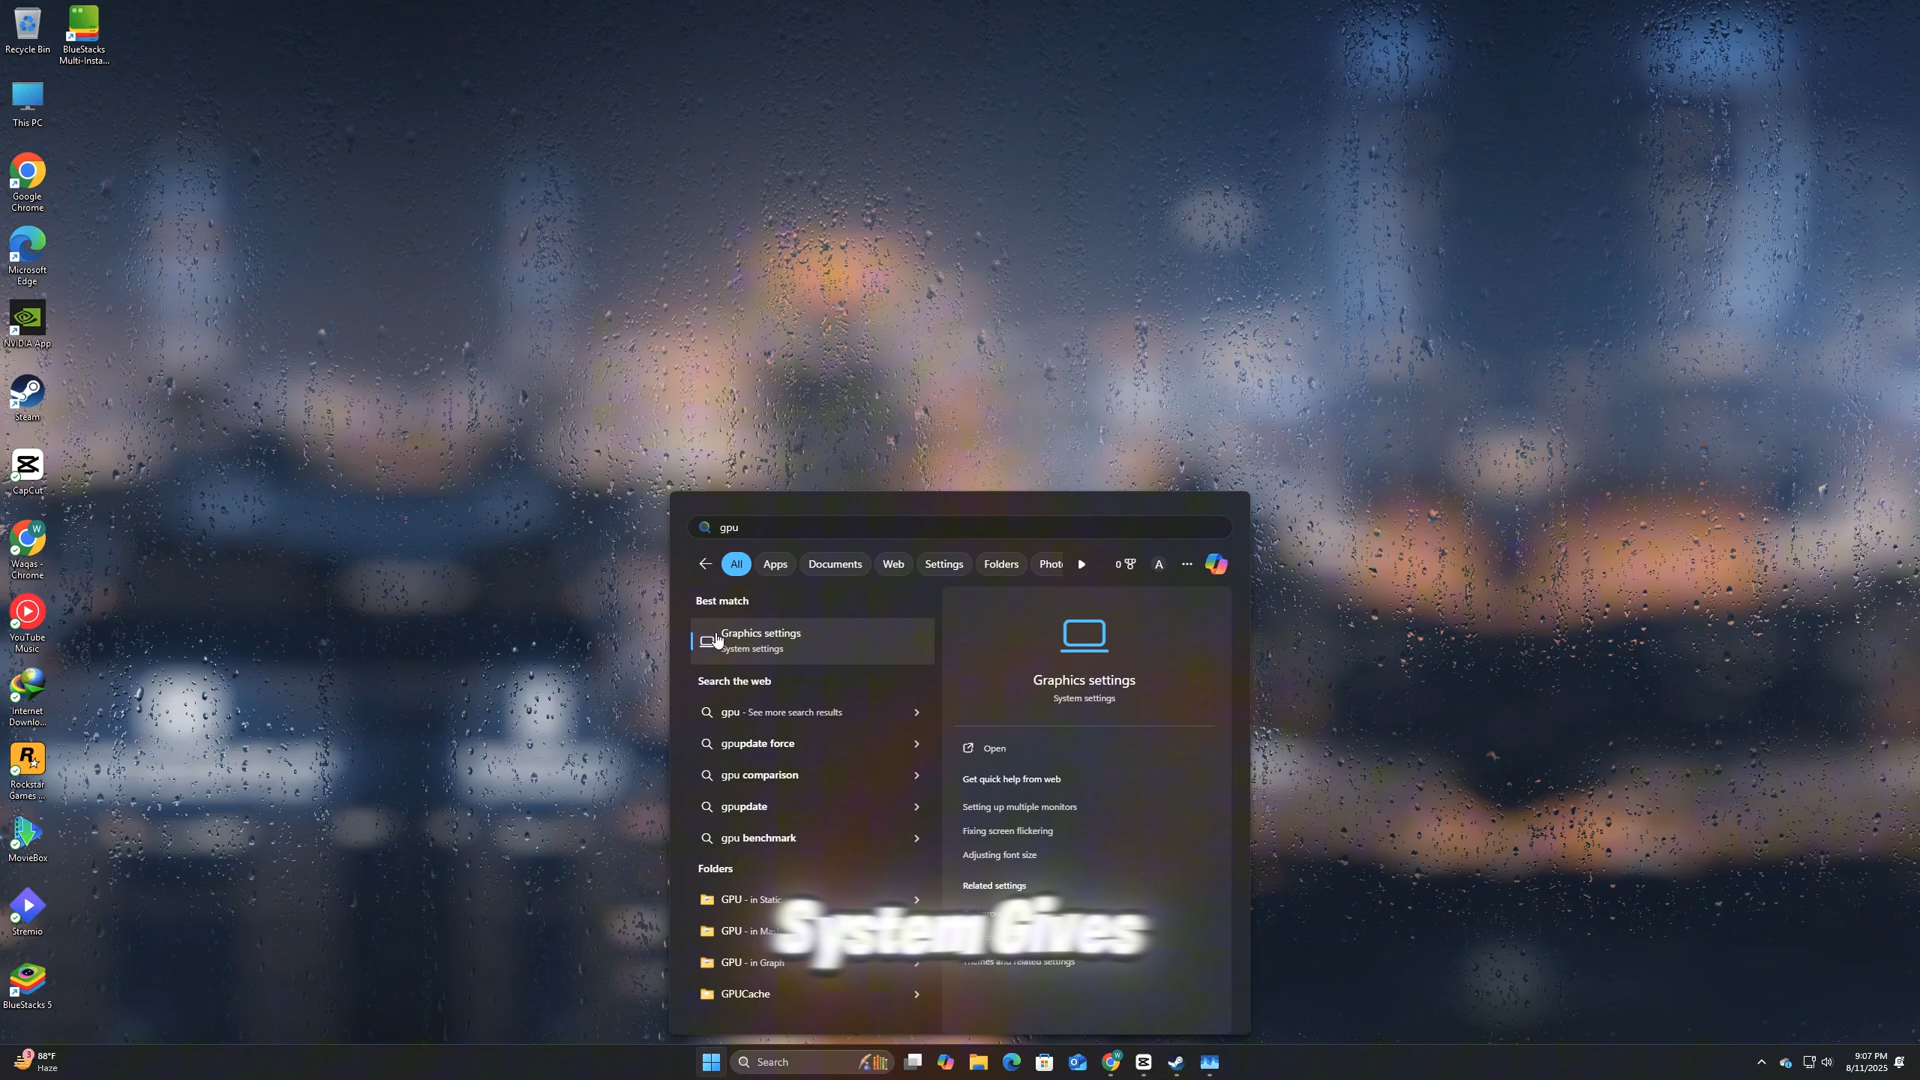 Recycle Bin
BlueStacks
Multi-Insta...
This PC
Google
Chrome
Microsoft
Edge
NVIDIA App
Steam
CapCut
Waqas -
Chrome
YouTube
Music
Internet
Downlo...
Rockstar
Games ...
MovieBox
Stremio
BlueStacks 5
gpu
All
Apps
Documents
Web
Settings
Folders
Phot
0
A
Best match
Graphics settings
System settings
Search the web
gpu - See more search results
gpupdate force
gpu comparison
gpupdate
gpu benchmark
Folders
GPU - in Static
GPU - in Ma
GPU - in Graph
GPUCache
Graphics settings
System settings
Open
Get quick help from web
Setting up multiple monitors
Fixing screen flickering
Adjusting font size
Related settings
Themes and related settings
System Gives
3
88°F
Haze
Search
9:07 PM
8/11/2025